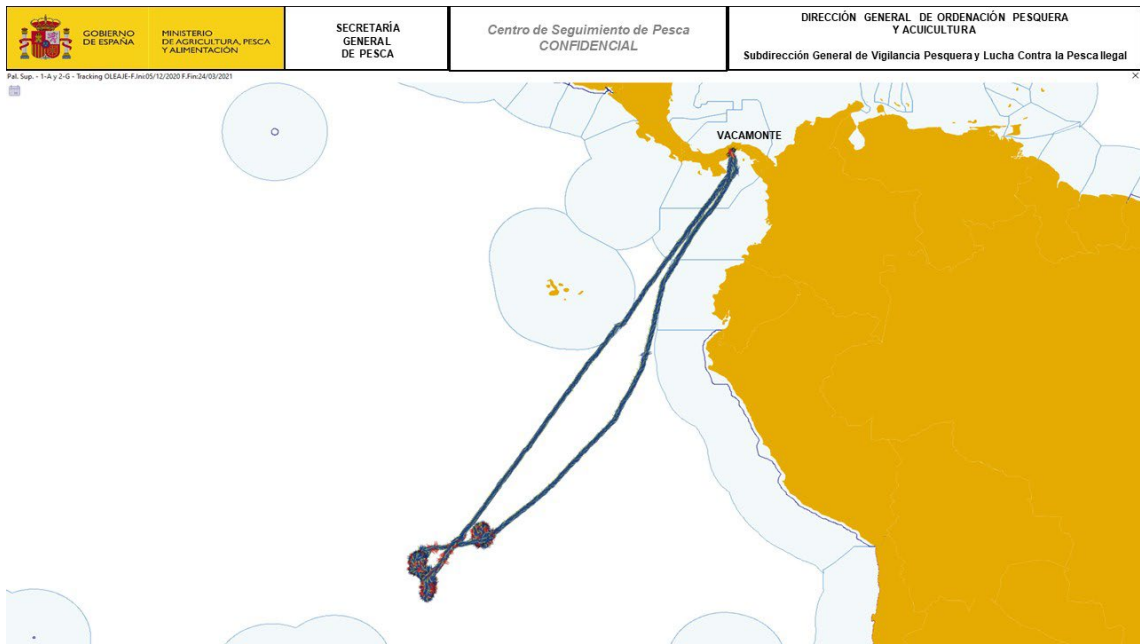 GOBIERNO
DE ESPAÑA
MINISTERIO
DE AGRICULTURA, PESCA
Y ALIMENTACIÓN
SECRETARÍA
GENERAL
DE PESCA
Centro de Seguimiento de Pesca
CONFIDENCIAL
DIRECCIÓN GENERAL DE ORDENACIÓN PESQUERA
Y ACUICULTURA
Subdirección General de Vigilancia Pesquera y Lucha Contra la Pesca Ilegal
Pal. Sup. - 1-A y 2-G - Tracking OLEAJE-F.Ini:05/12/2020 F.Fin:24/03/2021
VACAMONTE